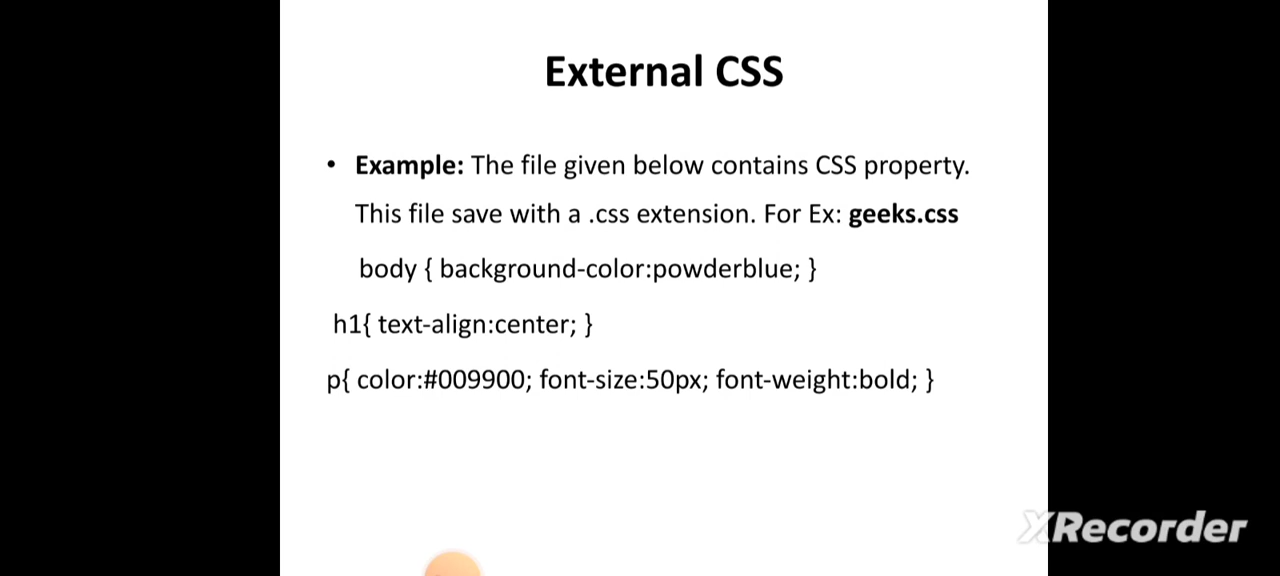 External CSS
• Example: The file given below contains CSS property.
This file save with a .css extension. For Ex: geeks.css
body { background-color:powderblue; }
h1{ text-align:center; }
p{ color:#009900; font-size:50px; font-weight:bold; }
XRecorder